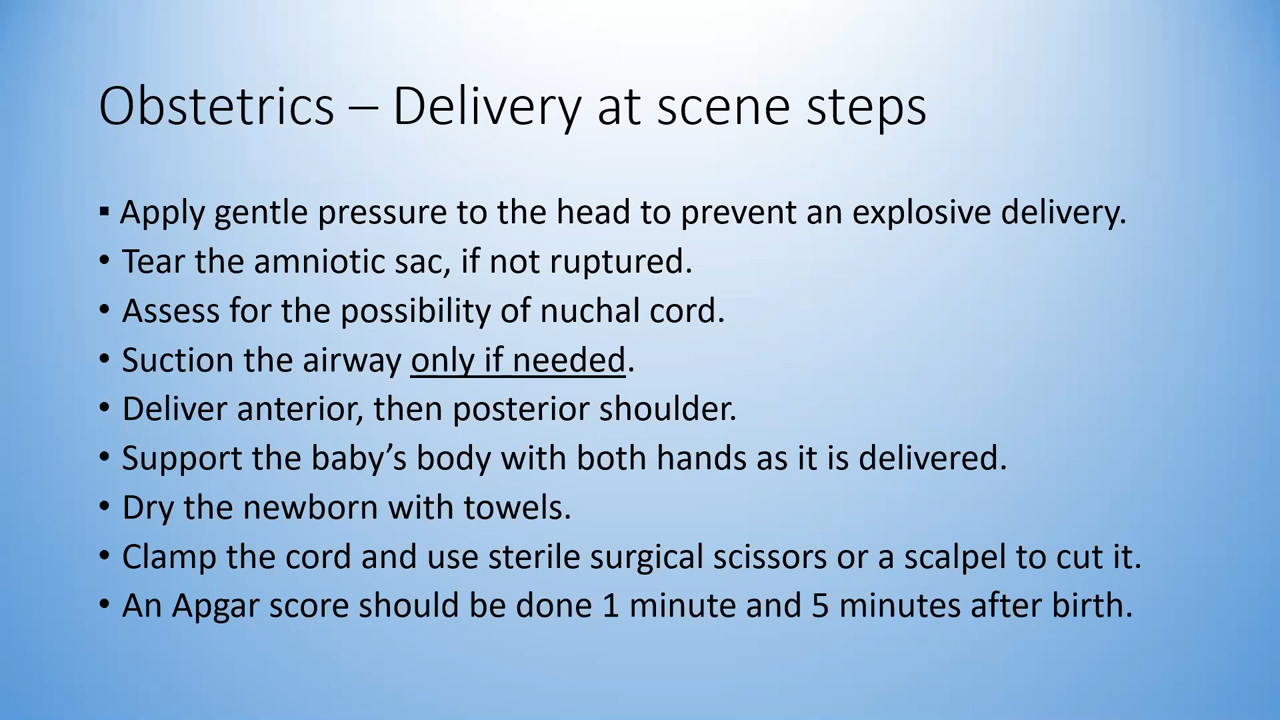 Obstetrics – Delivery at scene steps
▪ Apply gentle pressure to the head to prevent an explosive delivery.
• Tear the amniotic sac, if not ruptured.
• Assess for the possibility of nuchal cord.
• Suction the airway only if needed.
• Deliver anterior, then posterior shoulder.
• Support the baby’s body with both hands as it is delivered.
• Dry the newborn with towels.
• Clamp the cord and use sterile surgical scissors or a scalpel to cut it.
• An Apgar score should be done 1 minute and 5 minutes after birth.